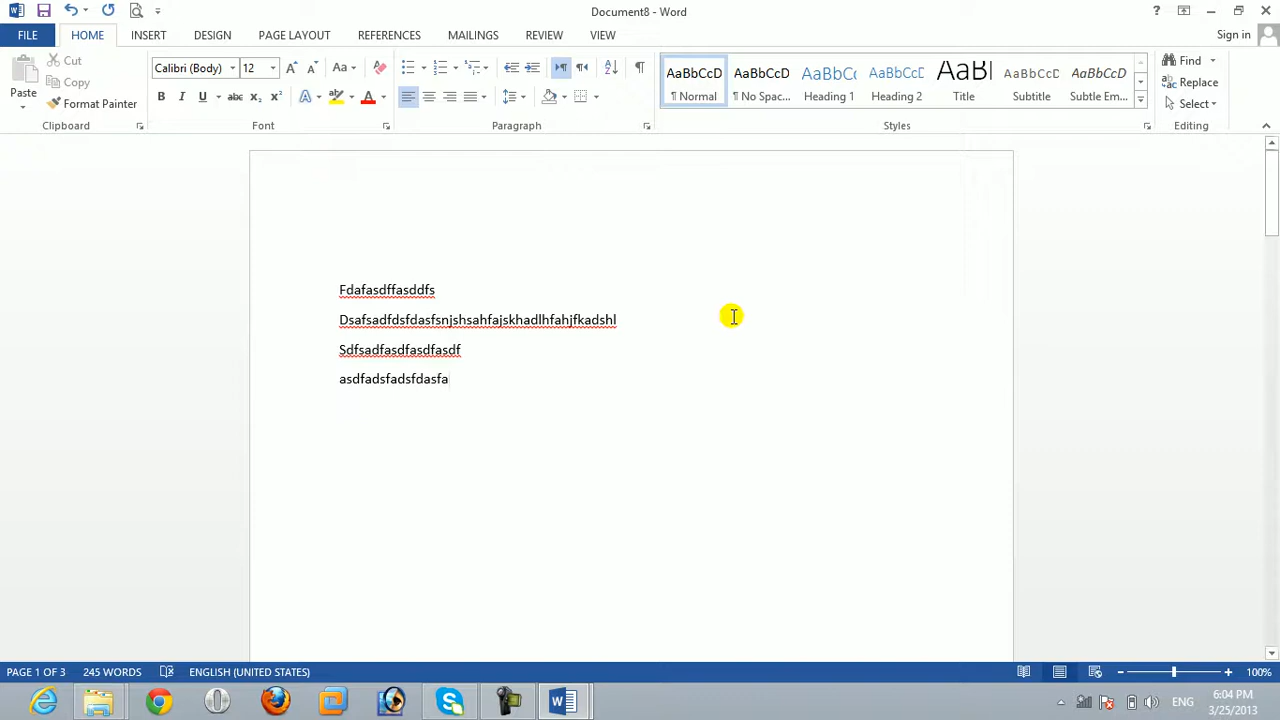 Document8 - Word
Sign in
FILE HOME INSERT DESIGN PAGE LAYOUT REFERENCES MAILINGS REVIEW VIEW
Paste
Cut
Copy
Format Painter
Clipboard
Calibri (Body) 12
Font
Paragraph
AaBbCcD AaBbCcD AaBbCc AaBbCcD AaBl AaBbCcD AaBbCcD
¶ Normal ¶ No Spac... Heading 1 Heading 2 Title Subtitle Subtle Em...
Styles
Find
Replace
Select
Editing
Fdafasdffasddfs
Dsafsadfdsfdasfsnjshsahfajskhadlhfahjfkadshl
Sdfsadfasdfasdfasdf
asdfadsfadsfdasfa
PAGE 1 OF 3 245 WORDS ENGLISH (UNITED STATES) 100%
ENG
6:04 PM
3/25/2013